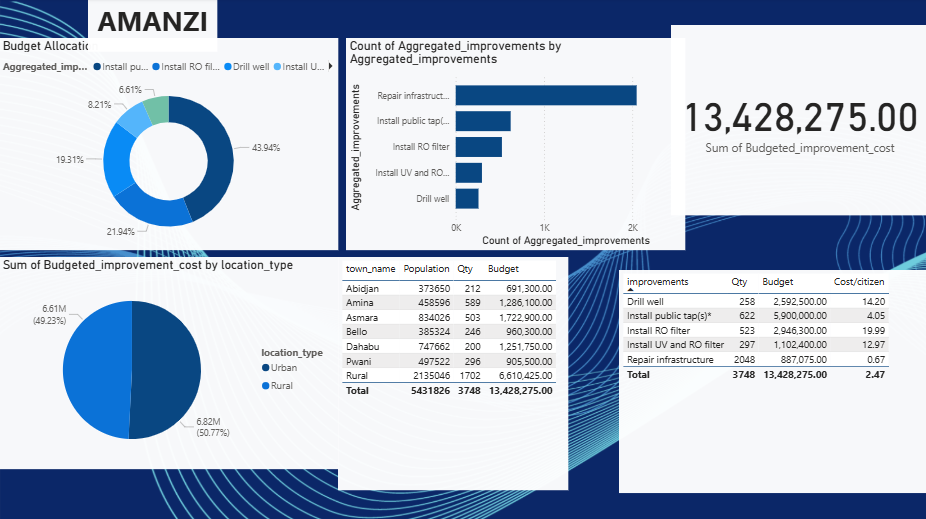 AMANZI
Budget Allocatic
Aggregated_imp... Install pu... Install RO fil... Drill well Install U...
6.61%
8.21%
19.31%
21.94%
43.94%
Count of Aggregated_improvements by
Aggregated_improvements
Aggregated_improvements
Repair infrastruct...
Install public tap(...
Install RO filter
Install UV and RO...
Drill well
0K 1K 2K
Count of Aggregated_improvements
13,428,275.00
Sum of Budgeted_improvement_cost
Sum of Budgeted_improvement_cost by location_type
6.61M
(49.23%)
6.82M
(50.77%)
location_type
Urban
Rural
town_name Population Qty Budget
Abidjan 373650 212 691,300.00
Amina 458596 589 1,286,100.00
Asmara 834026 503 1,722,900.00
Bello 385324 246 960,300.00
Dahabu 747662 200 1,251,750.00
Pwani 497522 296 905,500.00
Rural 2135046 1702 6,610,425.00
Total 5431826 3748 13,428,275.00
improvements Qty Budget Cost/citizen
Drill well 258 2,592,500.00 14.20
Install public tap(s)* 622 5,900,000.00 4.05
Install RO filter 523 2,946,300.00 19.99
Install UV and RO filter 297 1,102,400.00 12.97
Repair infrastructure 2048 887,075.00 0.67
Total 3748 13,428,275.00 2.47